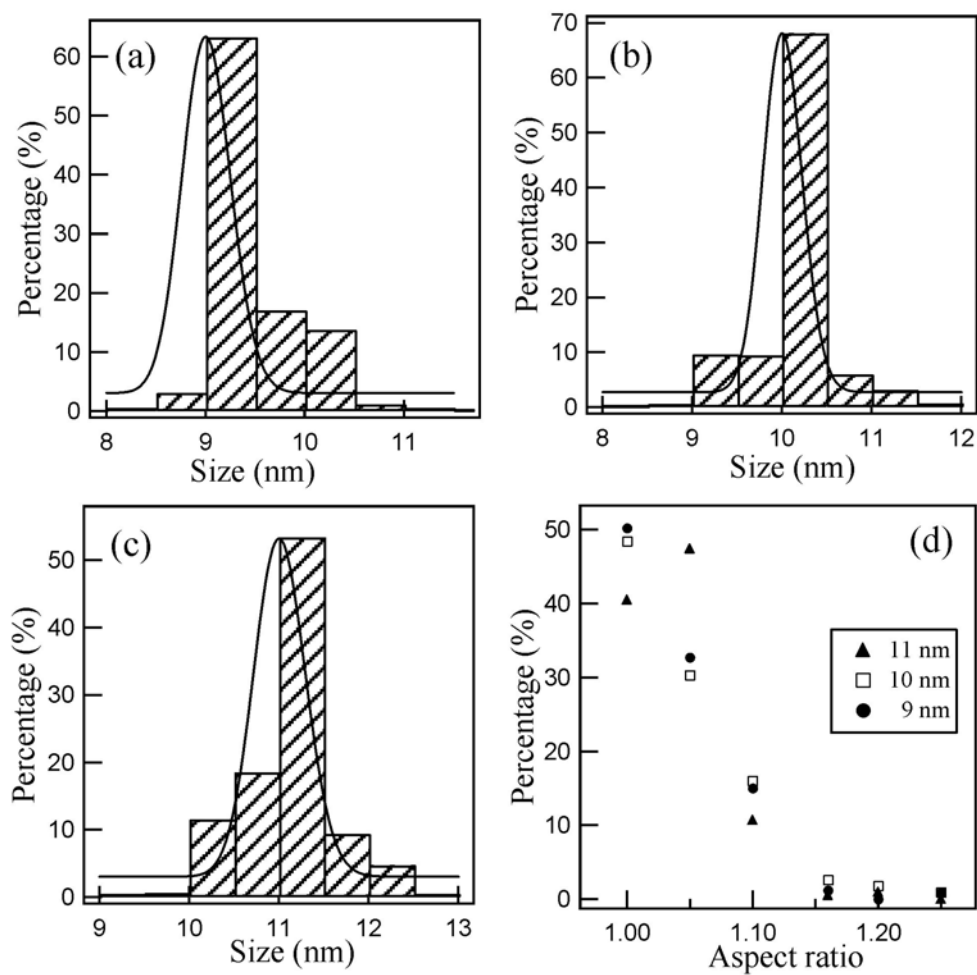 (a)
Percentage (%)
60
50
40
30
20
10
0
8 9 10 11
Size (nm)
(b)
Percentage (%)
70
60
50
40
30
20
10
0
8 9 10 11 12
Size (nm)
(c)
Percentage (%)
50
40
30
20
10
0
9 10 11 12 13
Size (nm)
(d)
Percentage (%)
50
40
30
20
10
0
11 nm
10 nm
9 nm
1.00 1.10 1.20
Aspect ratio